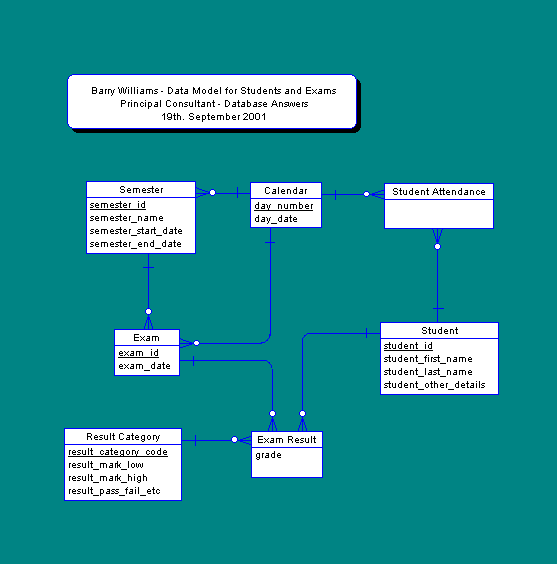 Barry Williams - Data Model for Students and Exams
Principal Consultant - Database Answers
19th. September 2001
Semester
semester_id
semester_name
semester_start_date
semester_end_date
Calendar
day_number
day_date
Student Attendance
Exam
exam_id
exam_date
Student
student_id
student_first_name
student_last_name
student_other_details
Result Category
result_category_code
result_mark_low
result_mark_high
result_pass_fail_etc
Exam Result
grade